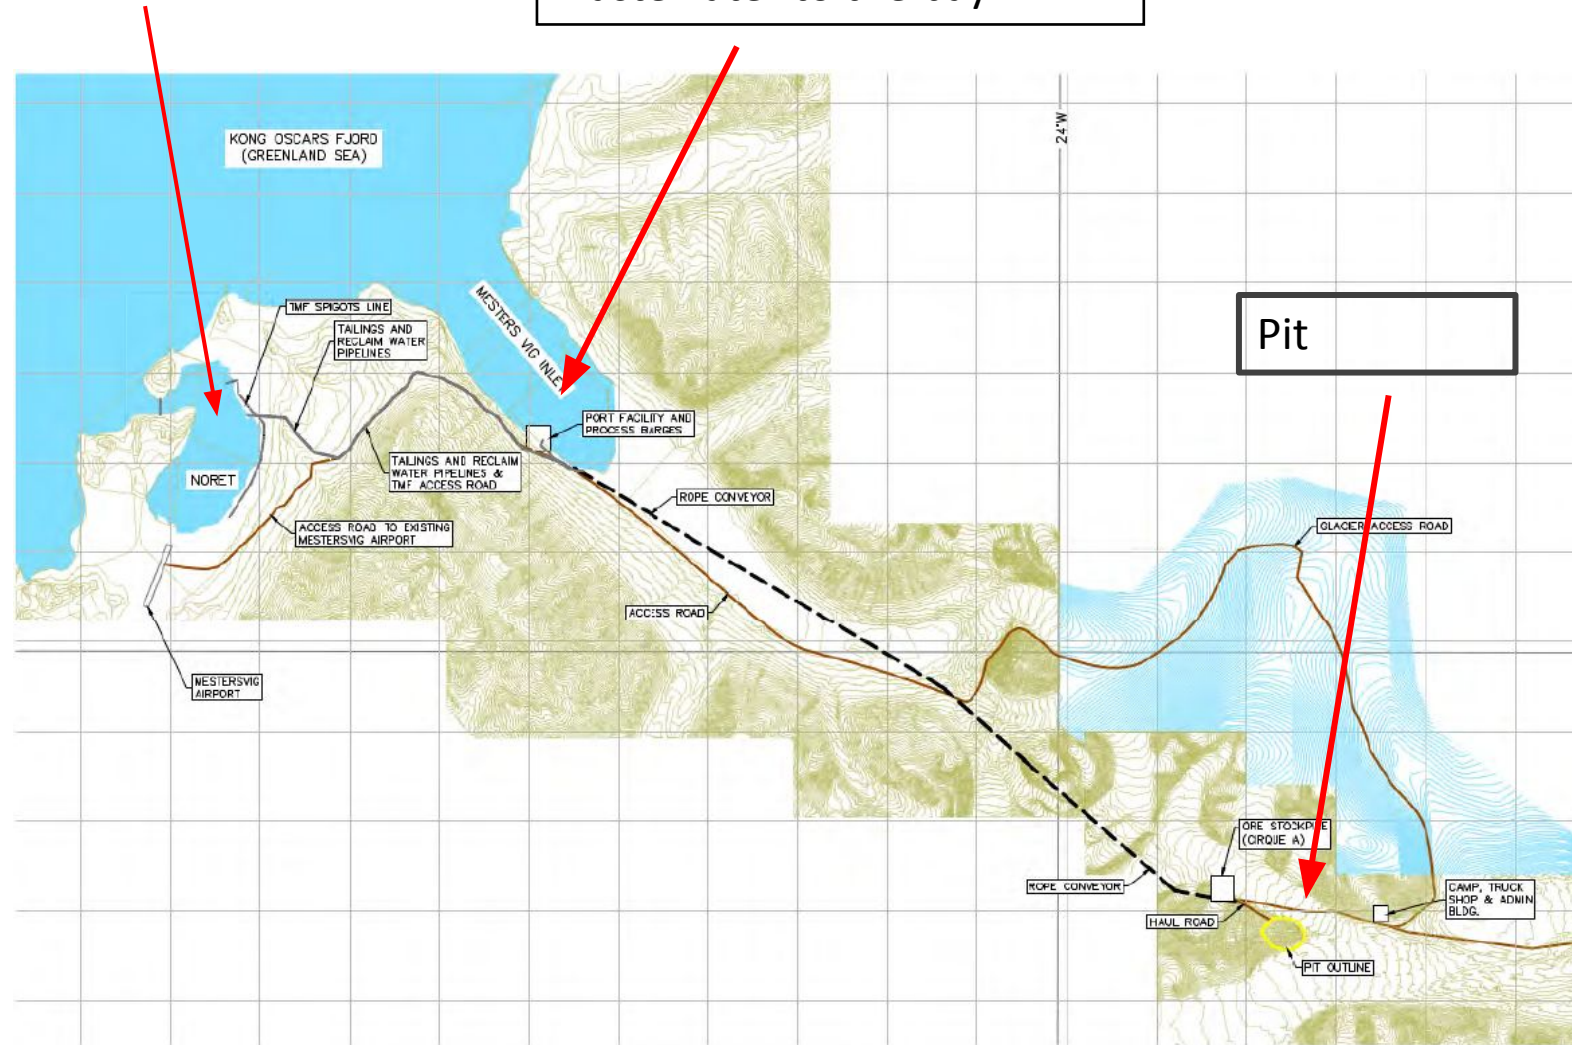 to the bay
KONG OSCARS FJORD
(GREENLAND SEA)
24°W
TMF SPIGOTS LINE
TAILINGS AND
RECLAIM WATER
PIPELINES
MESTERS VIG INLET
Pit
PORT FACILITY AND
PROCESS BARGES
TAILINGS AND RECLAIM
WATER PIPELINES &
TMF ACCESS ROAD
NORET
ROPE CONVEYOR
ACCESS ROAD TO EXISTING
MESTERSVIG AIRPORT
GLACIER ACCESS ROAD
ACCESS ROAD
MESTERSVIG
AIRPORT
ORE STOCKPILE
(CIRQUE A)
ROPE CONVEYOR
CAMP, TRUCK
SHOP & ADMIN
BLDG.
HAUL ROAD
PIT OUTLINE